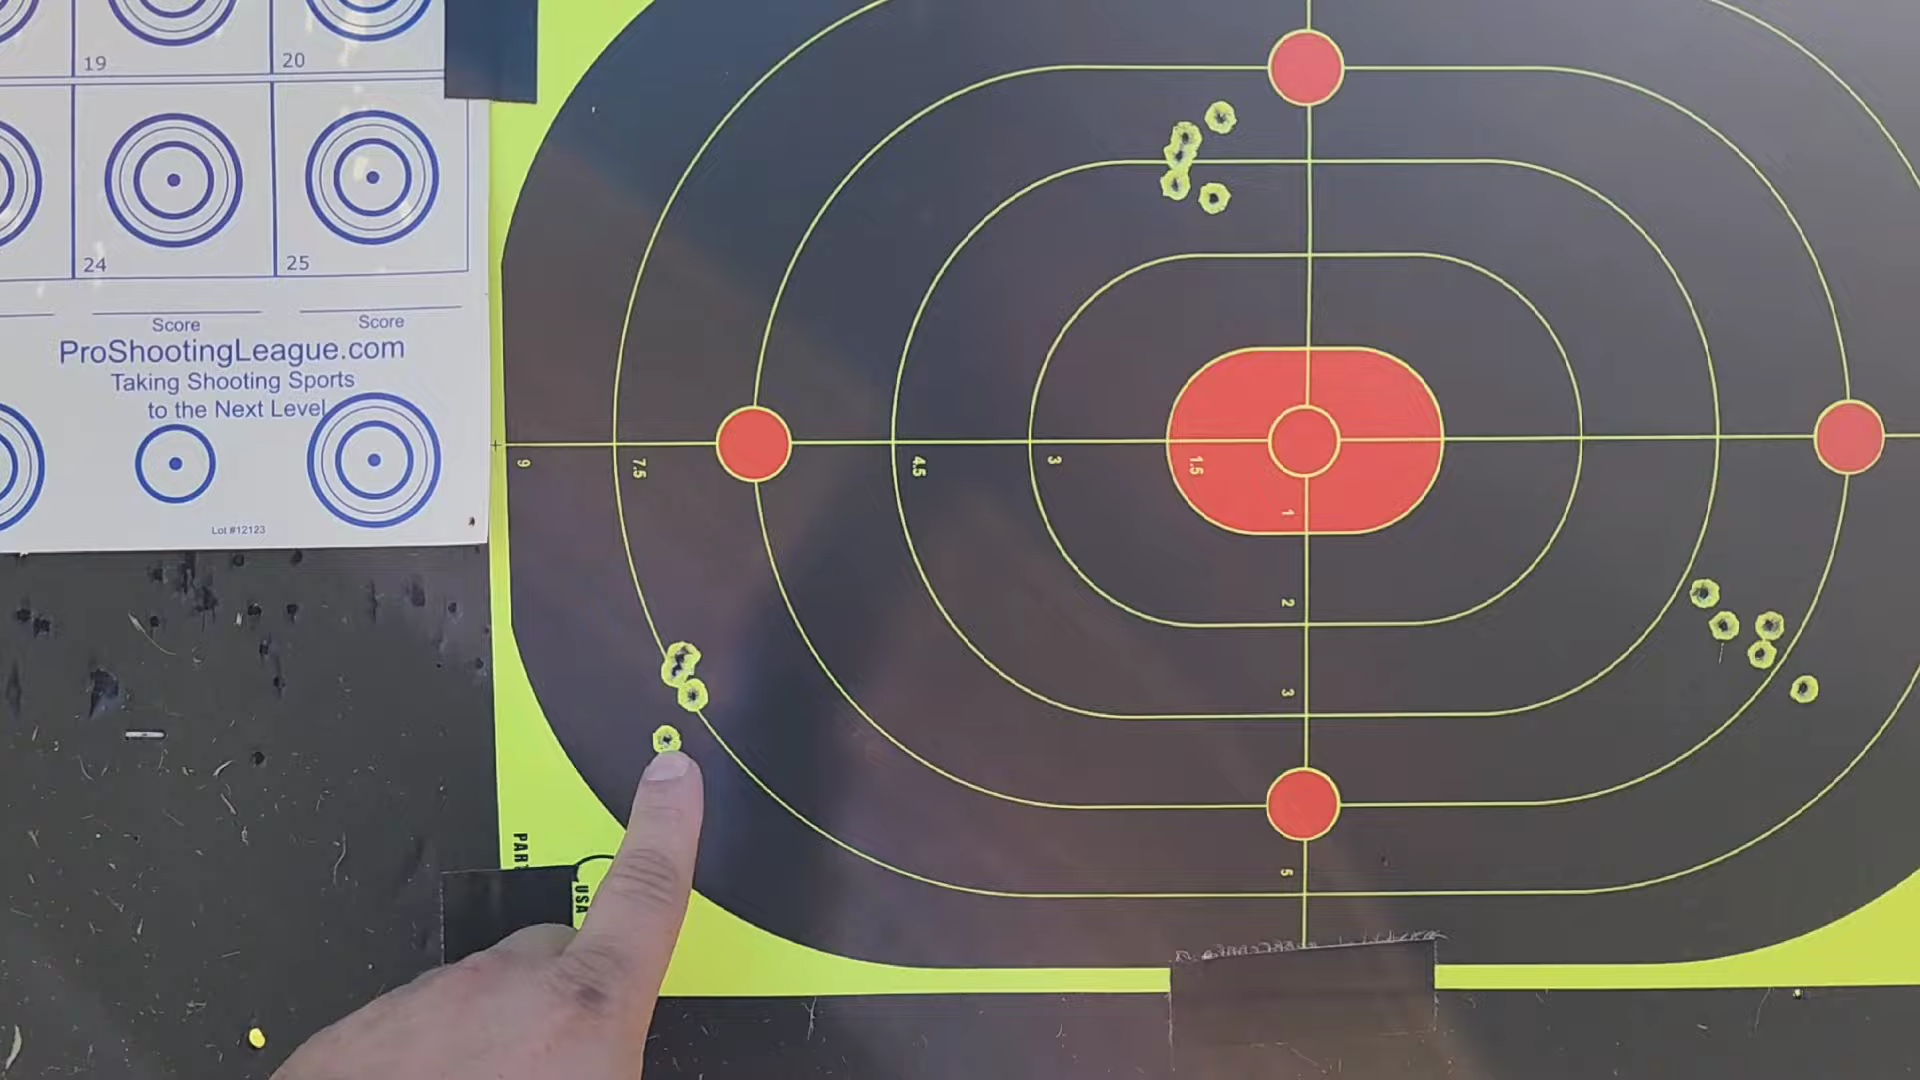 19
20
24
25
Score
Score
ProShootingLeague.com
Taking Shooting Sports
to the Next Level
Lot #12123
9
7.5
4.5
3
1.5
1
2
3
5
PAR
USA